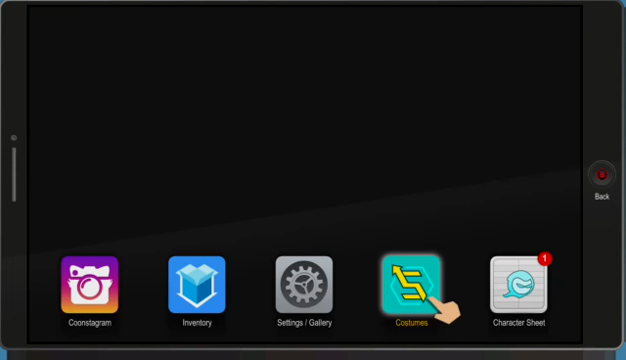 Back
1
Coonstagram
Inventory
Settings / Gallery
Costumes
Character Sheet